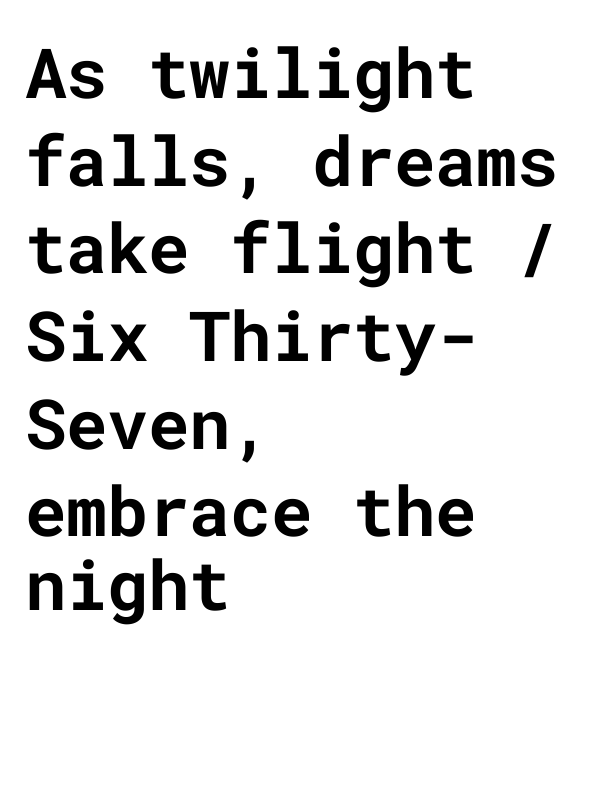 As twilight
falls, dreams
take flight /
Six Thirty-
Seven,
embrace the
night